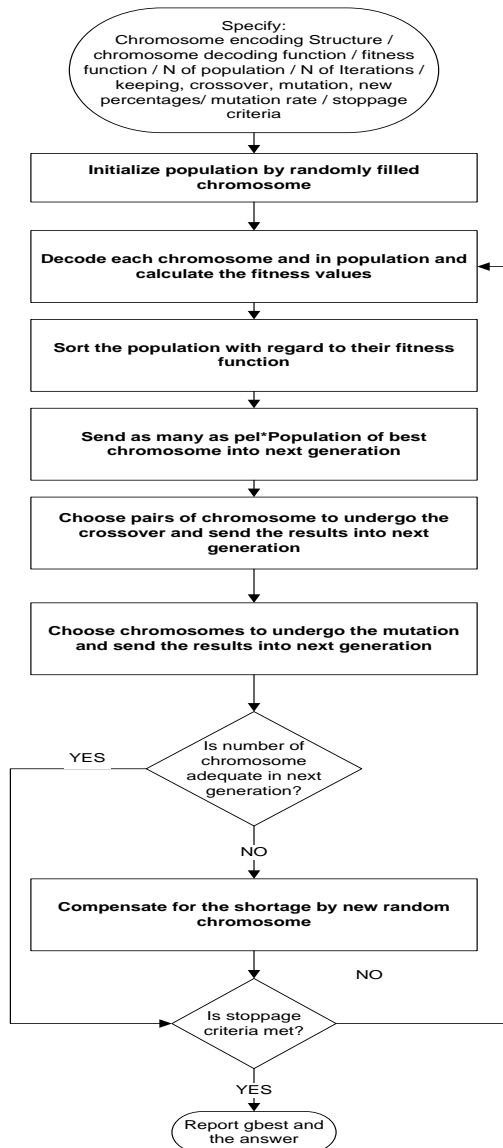 Specify:
Chromosome encoding Structure /
chromosome decoding function / fitness
function / N of population / N of Iterations /
keeping, crossover, mutation, new
percentages/ mutation rate / stoppage
criteria
Initialize population by randomly filled
chromosome
Decode each chromosome and in population and
calculate the fitness values
Sort the population with regard to their fitness
function
Send as many as pel*Population of best
chromosome into next generation
Choose pairs of chromosome to undergo the
crossover and send the results into next
generation
Choose chromosomes to undergo the mutation
and send the results into next generation
Is number of
chromosome
adequate in next
generation?
YES
NO
Compensate for the shortage by new random
chromosome
NO
Is stoppage
criteria met?
YES
Report gbest and
the answer